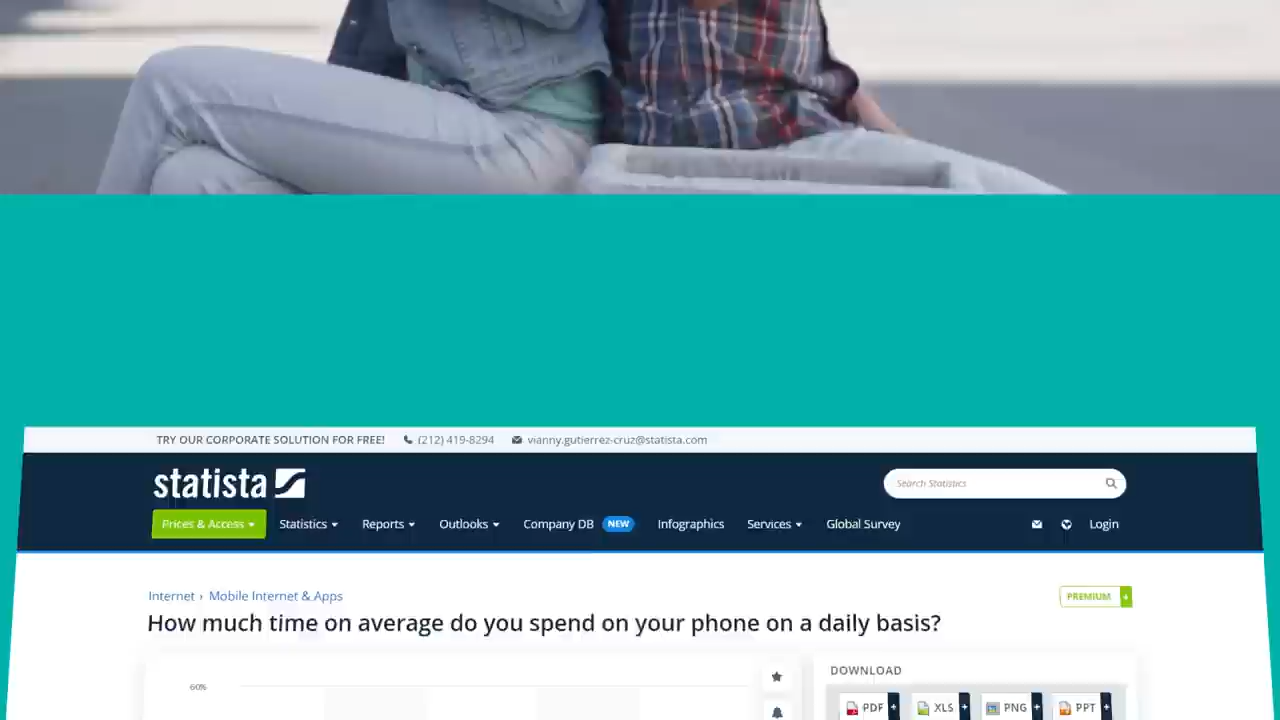 TRY OUR CORPORATE SOLUTION FOR FREE! (212) 419-8294 vianny.gutierrez-cruz@statista.com
statista
Search Statistics
Prices & Access Statistics Reports Outlooks Company DB NEW Infographics Services Global Survey Login
Internet › Mobile Internet & Apps
PREMIUM +
How much time on average do you spend on your phone on a daily basis?
DOWNLOAD
60%
PDF + XLS + PNG + PPT +